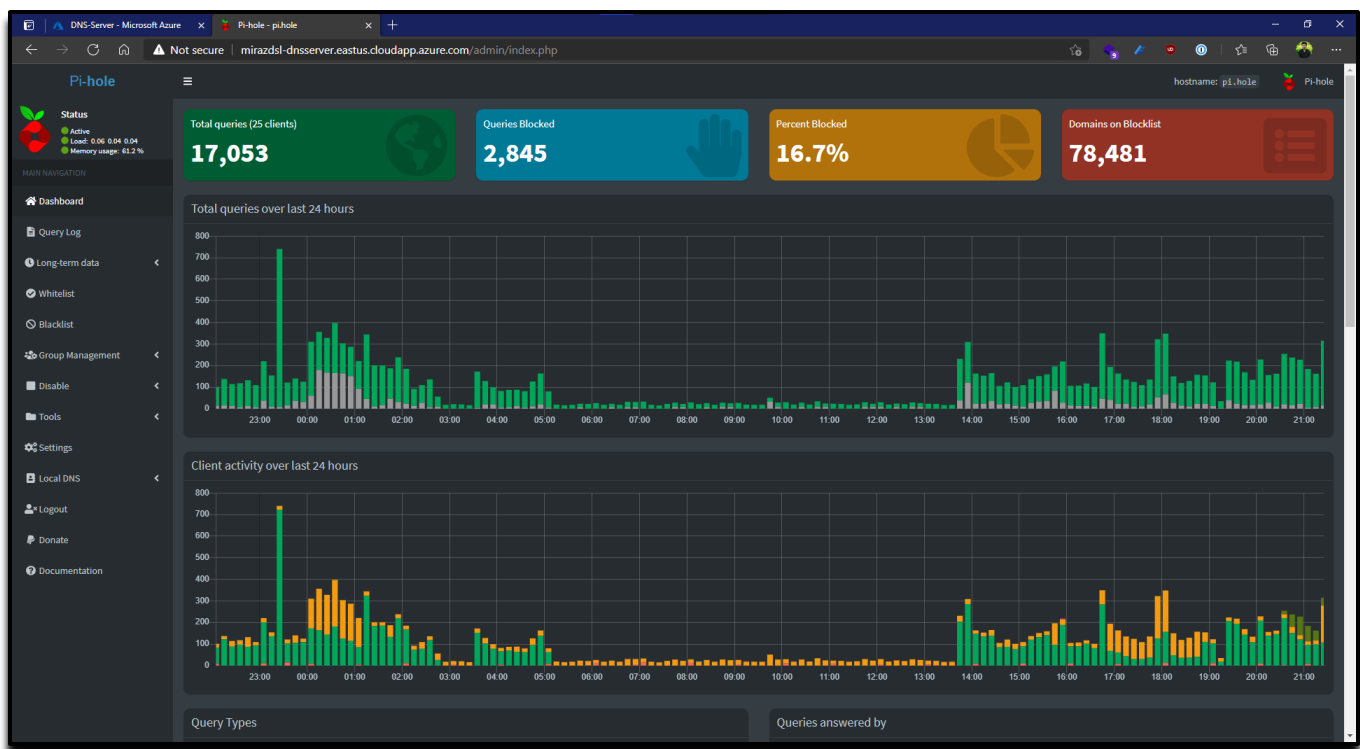 DNS-Server - Microsoft Azure
Pi-hole - pi.hole
Not secure | mirazdsl-dnsserver.eastus.cloudapp.azure.com/admin/index.php
9
Pi-hole
hostname: pi.hole
Pi-hole
Status
Active
Load: 0.06 0.04 0.04
Memory usage: 61.2 %
MAIN NAVIGATION
Dashboard
Query Log
Long-term data
Whitelist
Blacklist
Group Management
Disable
Tools
Settings
Local DNS
Logout
Donate
Documentation
Total queries (25 clients)
17,053
Queries Blocked
2,845
Percent Blocked
16.7%
Domains on Blocklist
78,481
Total queries over last 24 hours
800
700
600
500
400
300
200
100
0
23:00 00:00 01:00 02:00 03:00 04:00 05:00 06:00 07:00 08:00 09:00 10:00 11:00 12:00 13:00 14:00 15:00 16:00 17:00 18:00 19:00 20:00 21:00
Client activity over last 24 hours
800
700
600
500
400
300
200
100
0
23:00 00:00 01:00 02:00 03:00 04:00 05:00 06:00 07:00 08:00 09:00 10:00 11:00 12:00 13:00 14:00 15:00 16:00 17:00 18:00 19:00 20:00 21:00
Query Types
Queries answered by